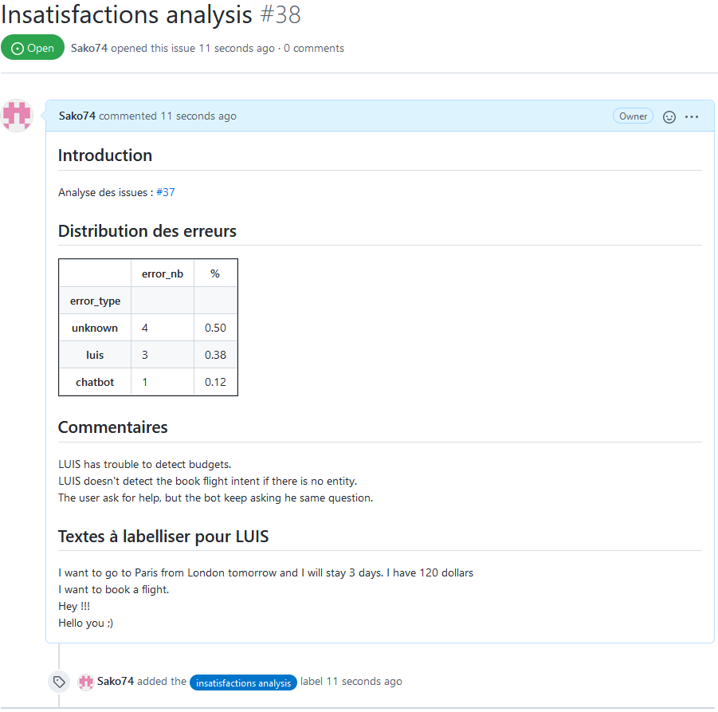 Insatisfactions analysis #38
Open Sako74 opened this issue 11 seconds ago · 0 comments
Sako74 commented 11 seconds ago Owner ...
Introduction
Analyse des issues : #37
Distribution des erreurs
error_nb %
error_type
unknown 4 0.50
luis 3 0.38
chatbot 1 0.12
Commentaires
LUIS has trouble to detect budgets.
LUIS doesn't detect the book flight intent if there is no entity.
The user ask for help, but the bot keep asking he same question.
Textes à labelliser pour LUIS
I want to go to Paris from London tomorrow and I will stay 3 days. I have 120 dollars
I want to book a flight.
Hey !!!
Hello you ;)
Sako74 added the insatisfactions analysis label 11 seconds ago